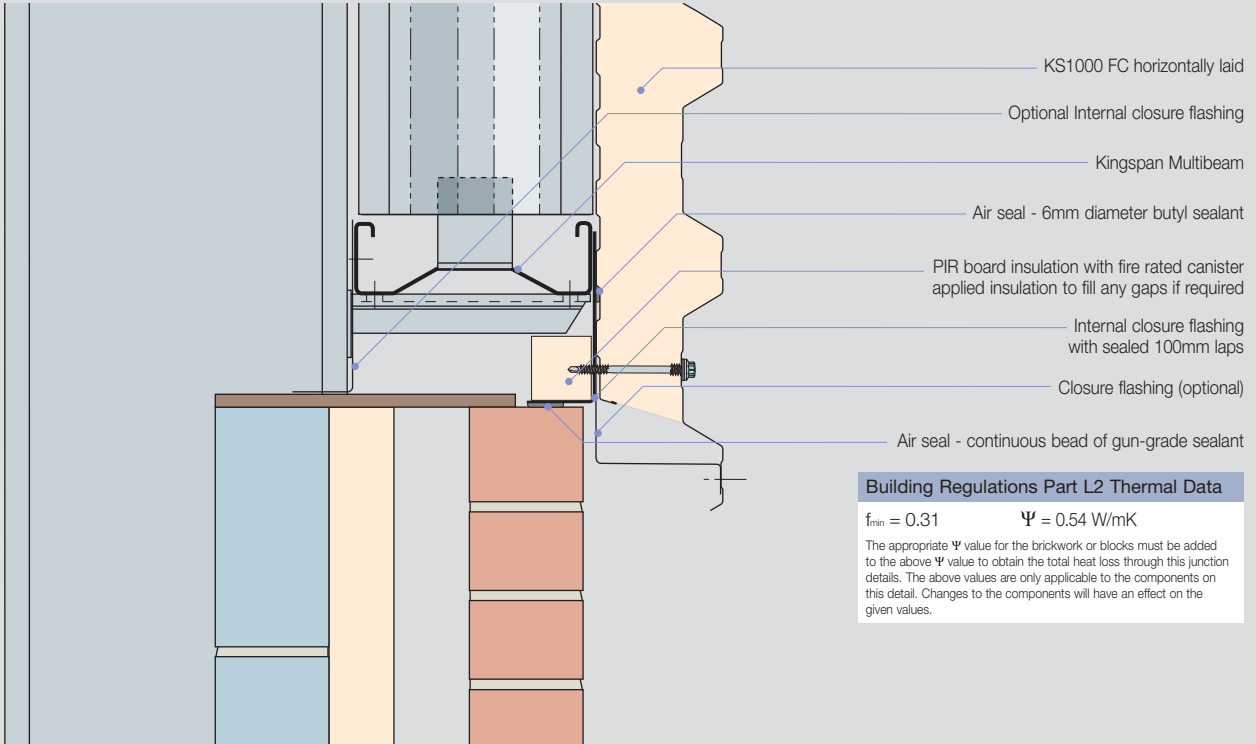 KS1000 FC horizontally laid
Optional Internal closure flashing
Kingspan Multibeam
Air seal - 6mm diameter butyl sealant
PIR board insulation with fire rated canister
applied insulation to fill any gaps if required
Internal closure flashing
with sealed 100mm laps
Closure flashing (optional)
Air seal - continuous bead of gun-grade sealant
Building Regulations Part L2 Thermal Data
fmin = 0.31 Ψ = 0.54 W/mK
The appropriate Ψ value for the brickwork or blocks must be added
to the above Ψ value to obtain the total heat loss through this junction
details. The above values are only applicable to the components on
this detail. Changes to the components will have an effect on the
given values.